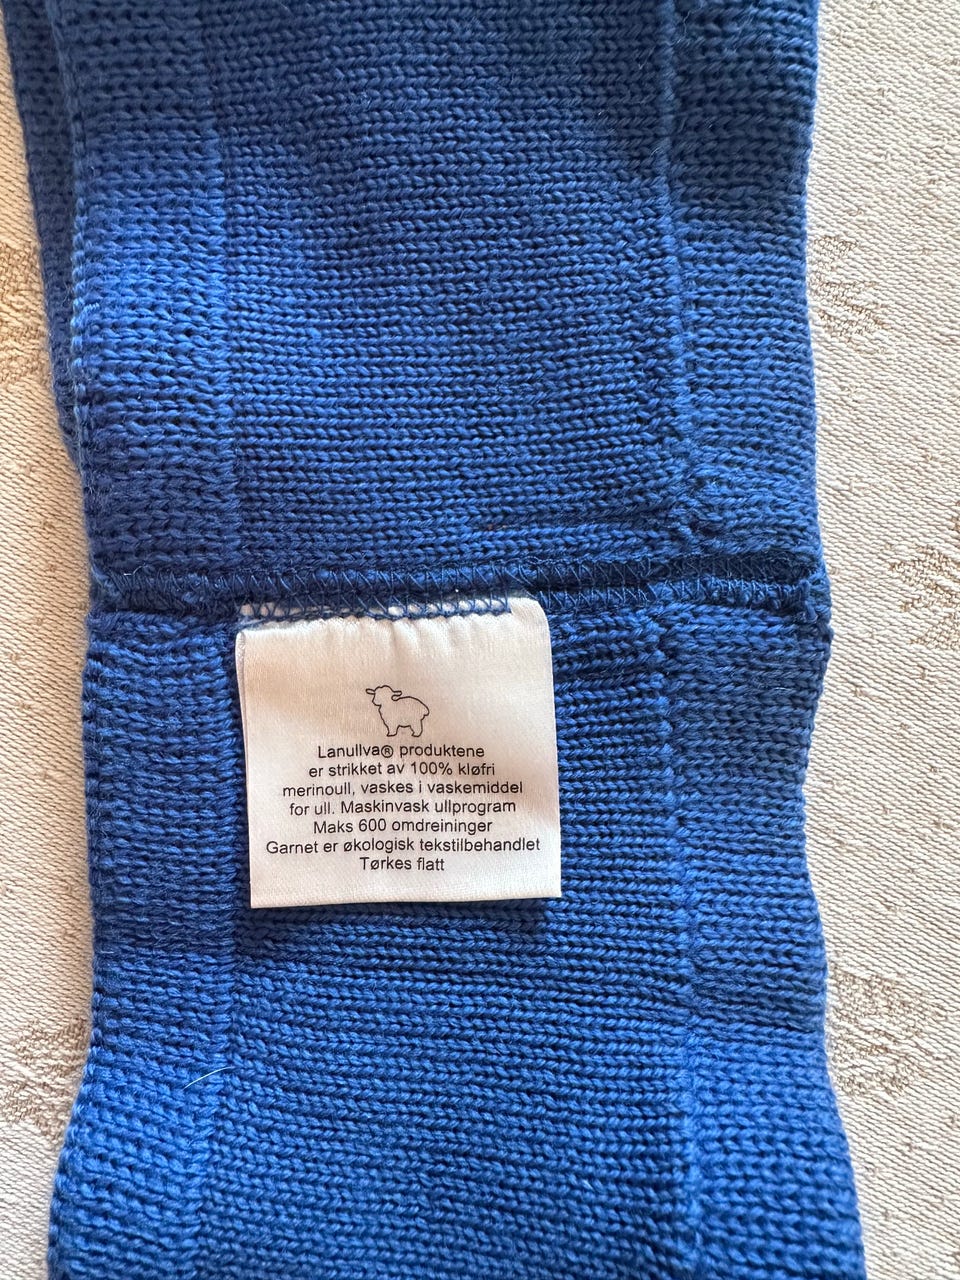 Lanullva® produktene
er strikket av 100% kløfri
merinoull, vaskes i vaskemiddel
for ull. Maskinvask ullprogram
Maks 600 omdreininger
Garnet er økologisk tekstilbehandlet
Tørkes flatt